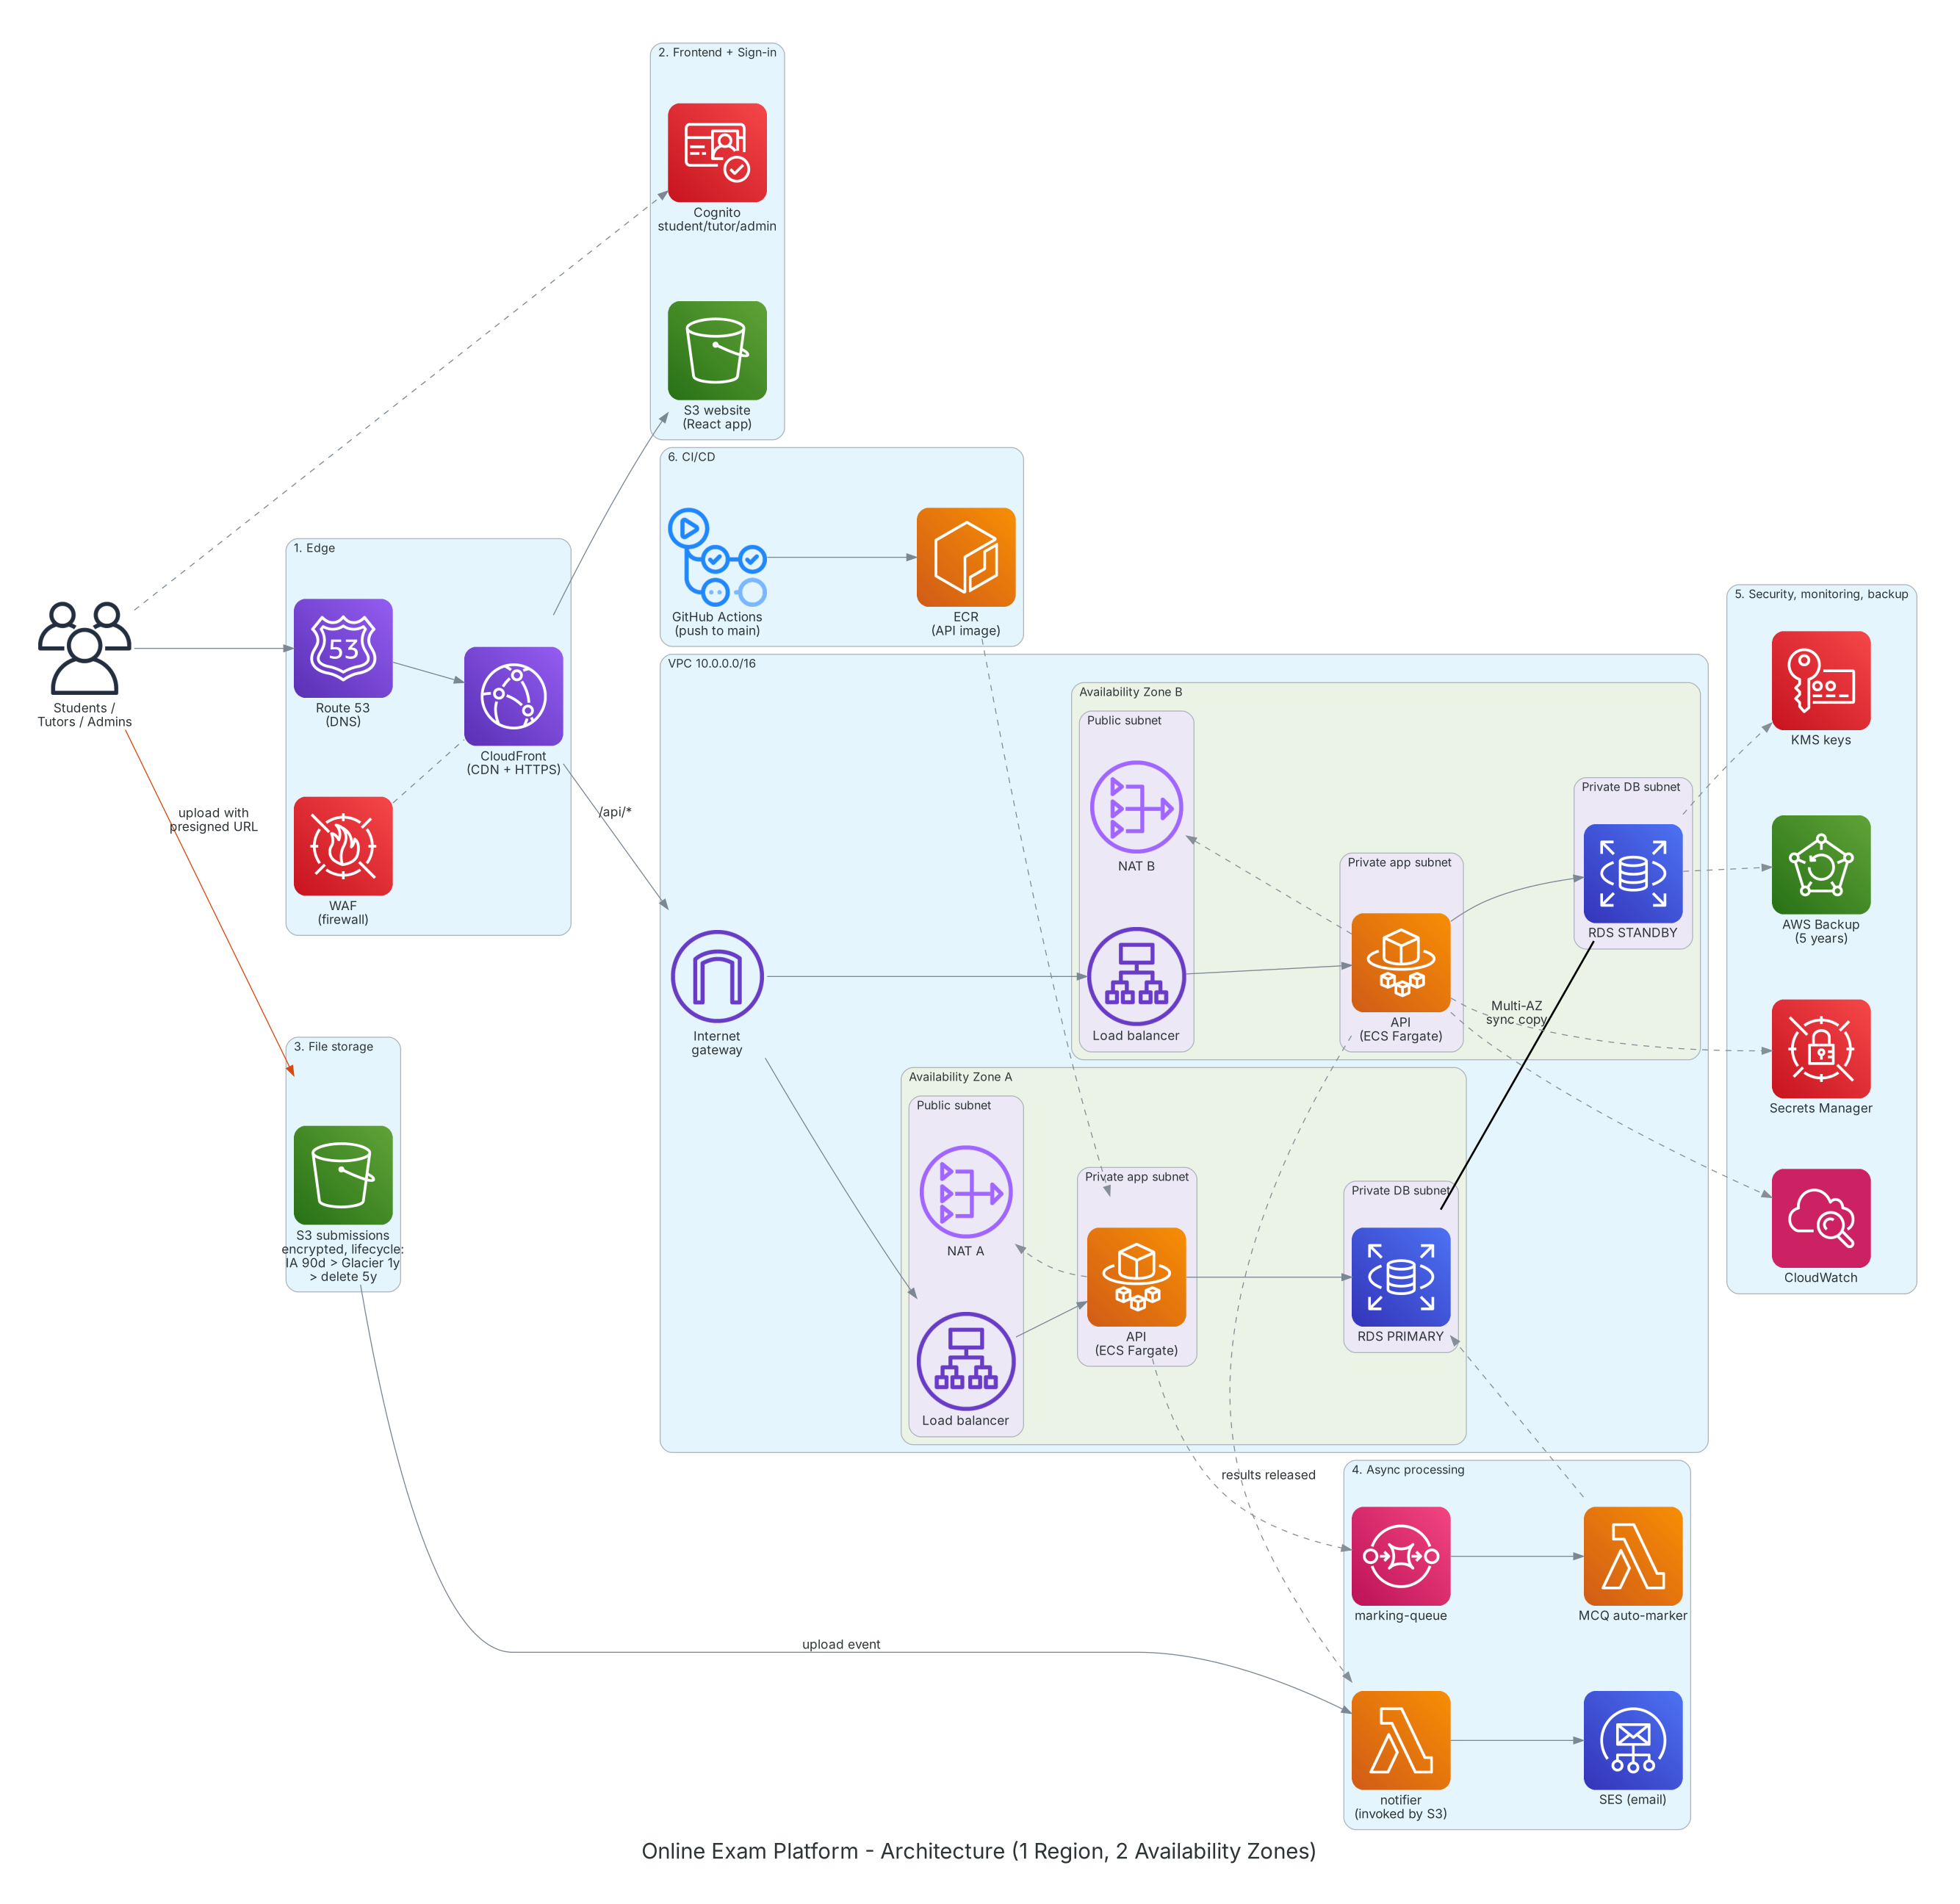 2. Frontend + Sign-in
Cognito
student/tutor/admin
S3 website
(React app)
6. CI/CD
GitHub Actions
(push to main)
ECR
(API image)
1. Edge
53
Route 53
(DNS)
CloudFront
(CDN + HTTPS)
WAF
(firewall)
Students /
Tutors / Admins
upload with
presigned URL
/api/*
3. File storage
S3 submissions
encrypted, lifecycle:
IA 90d > Glacier 1y
> delete 5y
VPC 10.0.0.0/16
Internet
gateway
Availability Zone B
Public subnet
NAT B
Load balancer
Private app subnet
API
(ECS Fargate)
Private DB subnet
RDS STANDBY
Multi-AZ
sync copy
Availability Zone A
Public subnet
NAT A
Load balancer
Private app subnet
API
(ECS Fargate)
Private DB subnet
RDS PRIMARY
5. Security, monitoring, backup
KMS keys
AWS Backup
(5 years)
Secrets Manager
CloudWatch
results released
upload event
4. Async processing
marking-queue
MCQ auto-marker
notifier
(invoked by S3)
SES (email)
Online Exam Platform - Architecture (1 Region, 2 Availability Zones)